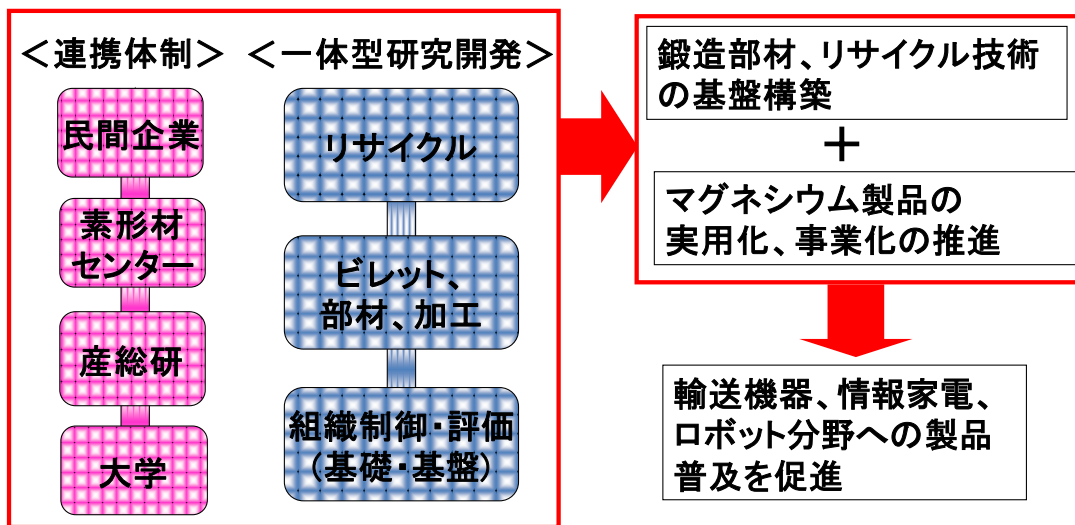 ＜連携体制＞
民間企業
素形材
センター
産総研
大学
＜一体型研究開発＞
リサイクル
ビレット、
部材、加工
組織制御・評価
(基礎・基盤)
鍛造部材、リサイクル技術
の基盤構築
＋
マグネシウム製品の
実用化、事業化の推進
輸送機器、情報家電、
ロボット分野への製品
普及を促進